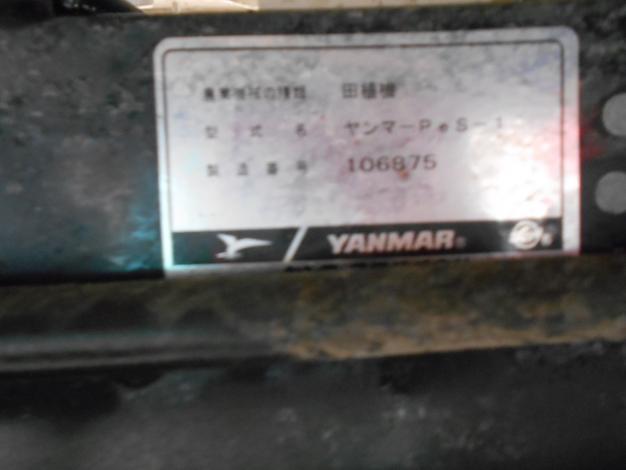 農業機械の種類 田植機
型式名 ヤンマーPeS-1
製造番号 106875
YANMAR®